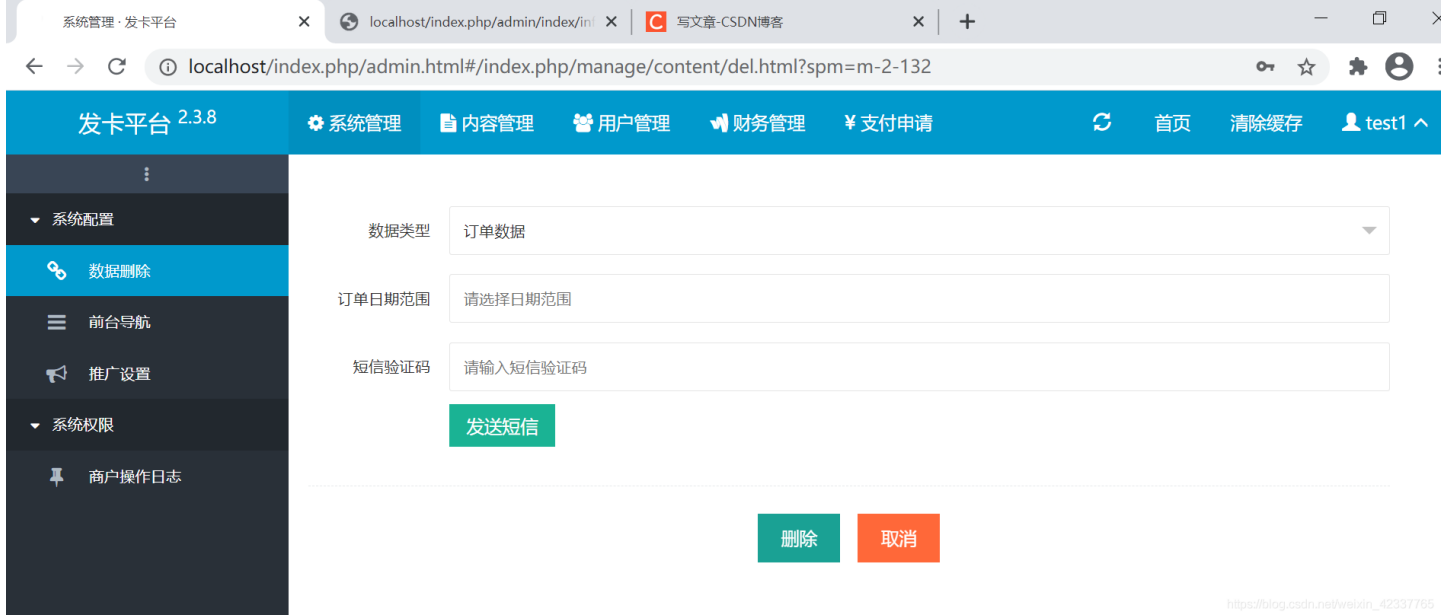 系统管理 · 发卡平台
localhost/index.php/admin/index/in
写文章-CSDN博客
localhost/index.php/admin.html#/index.php/manage/content/del.html?spm=m-2-132
发卡平台 2.3.8
系统管理
内容管理
用户管理
财务管理
¥ 支付申请
首页
清除缓存
test1
系统配置
数据删除
前台导航
推广设置
系统权限
商户操作日志
数据类型
订单数据
订单日期范围
请选择日期范围
短信验证码
请输入短信验证码
发送短信
删除
取消
https://blog.csdn.net/weixin_42337765